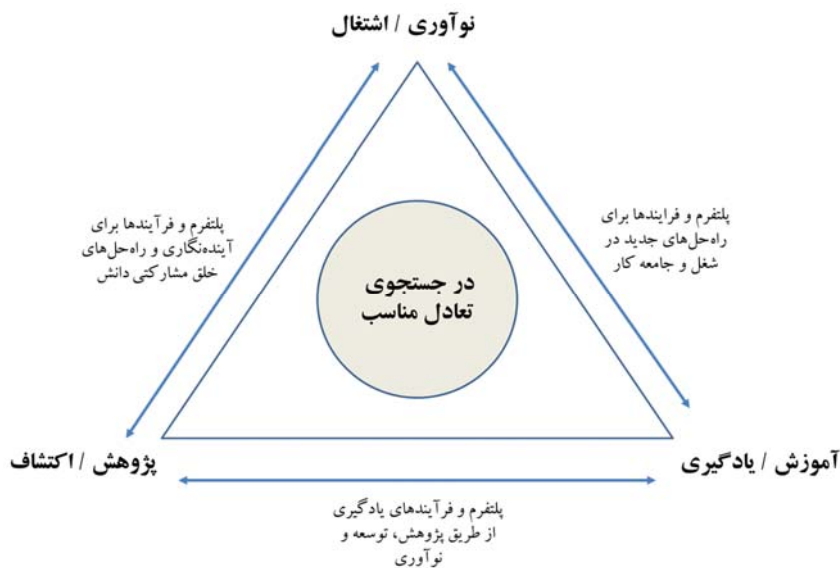 نوآوری / اشتغال
پلتفرم و فرایندها برای
راه‌حل‌های جدید در
شغل و جامعه کار
پلتفرم و فرآیندها برای
آینده‌نگاری و راه‌حل‌های
خلق مشارکتی دانش
در جستجوی
تعادل مناسب
آموزش / یادگیری
پژوهش / اکتشاف
پلتفرم و فرآیندهای یادگیری
از طریق پژوهش، توسعه و
نوآوری